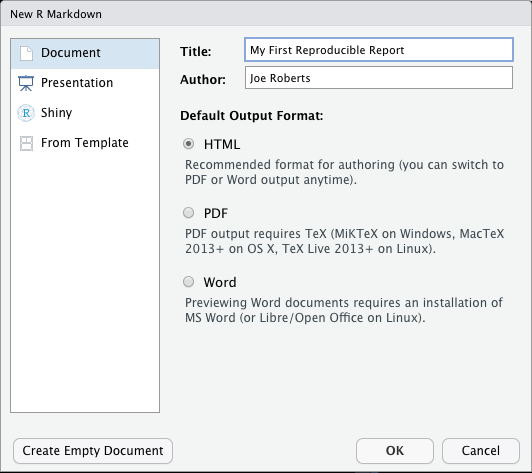 New R Markdown
Document
Presentation
Shiny
From Template
Title: My First Reproducible Report
Author: Joe Roberts
Default Output Format:
HTML
Recommended format for authoring (you can switch to
PDF or Word output anytime).
PDF
PDF output requires TeX (MiKTeX on Windows, MacTeX
2013+ on OS X, TeX Live 2013+ on Linux).
Word
Previewing Word documents requires an installation of
MS Word (or Libre/Open Office on Linux).
Create Empty Document
OK
Cancel